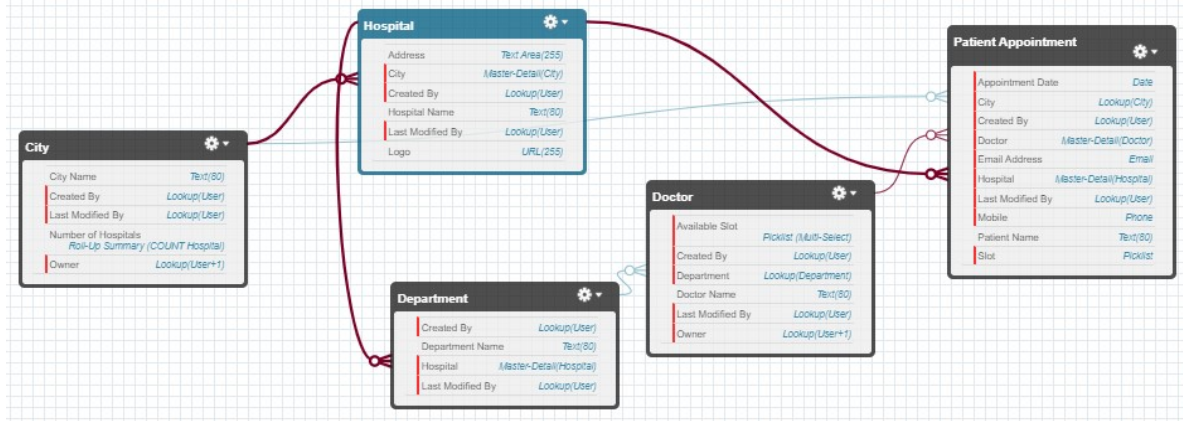 Hospital
Address Text Area(255)
City Master-Detail(City)
Created By Lookup(User)
Hospital Name Text(80)
Last Modified By Lookup(User)
Logo URL(255)
Patient Appointment
Appointment Date Date
City Lookup(City)
Created By Lookup(User)
Doctor Master-Detail(Doctor)
Email Address Email
Hospital Master-Detail(Hospital)
Last Modified By Lookup(User)
Mobile Phone
Patient Name Text(80)
Slot Picklist
City
City Name Text(80)
Created By Lookup(User)
Last Modified By Lookup(User)
Number of Hospitals
Roll-Up Summary (COUNT Hospital)
Owner Lookup(User+1)
Doctor
Available Slot
Picklist (Multi-Select)
Created By Lookup(User)
Department Lookup(Department)
Doctor Name Text(80)
Last Modified By Lookup(User)
Owner Lookup(User+1)
Department
Created By Lookup(User)
Department Name Text(80)
Hospital Master-Detail(Hospital)
Last Modified By Lookup(User)